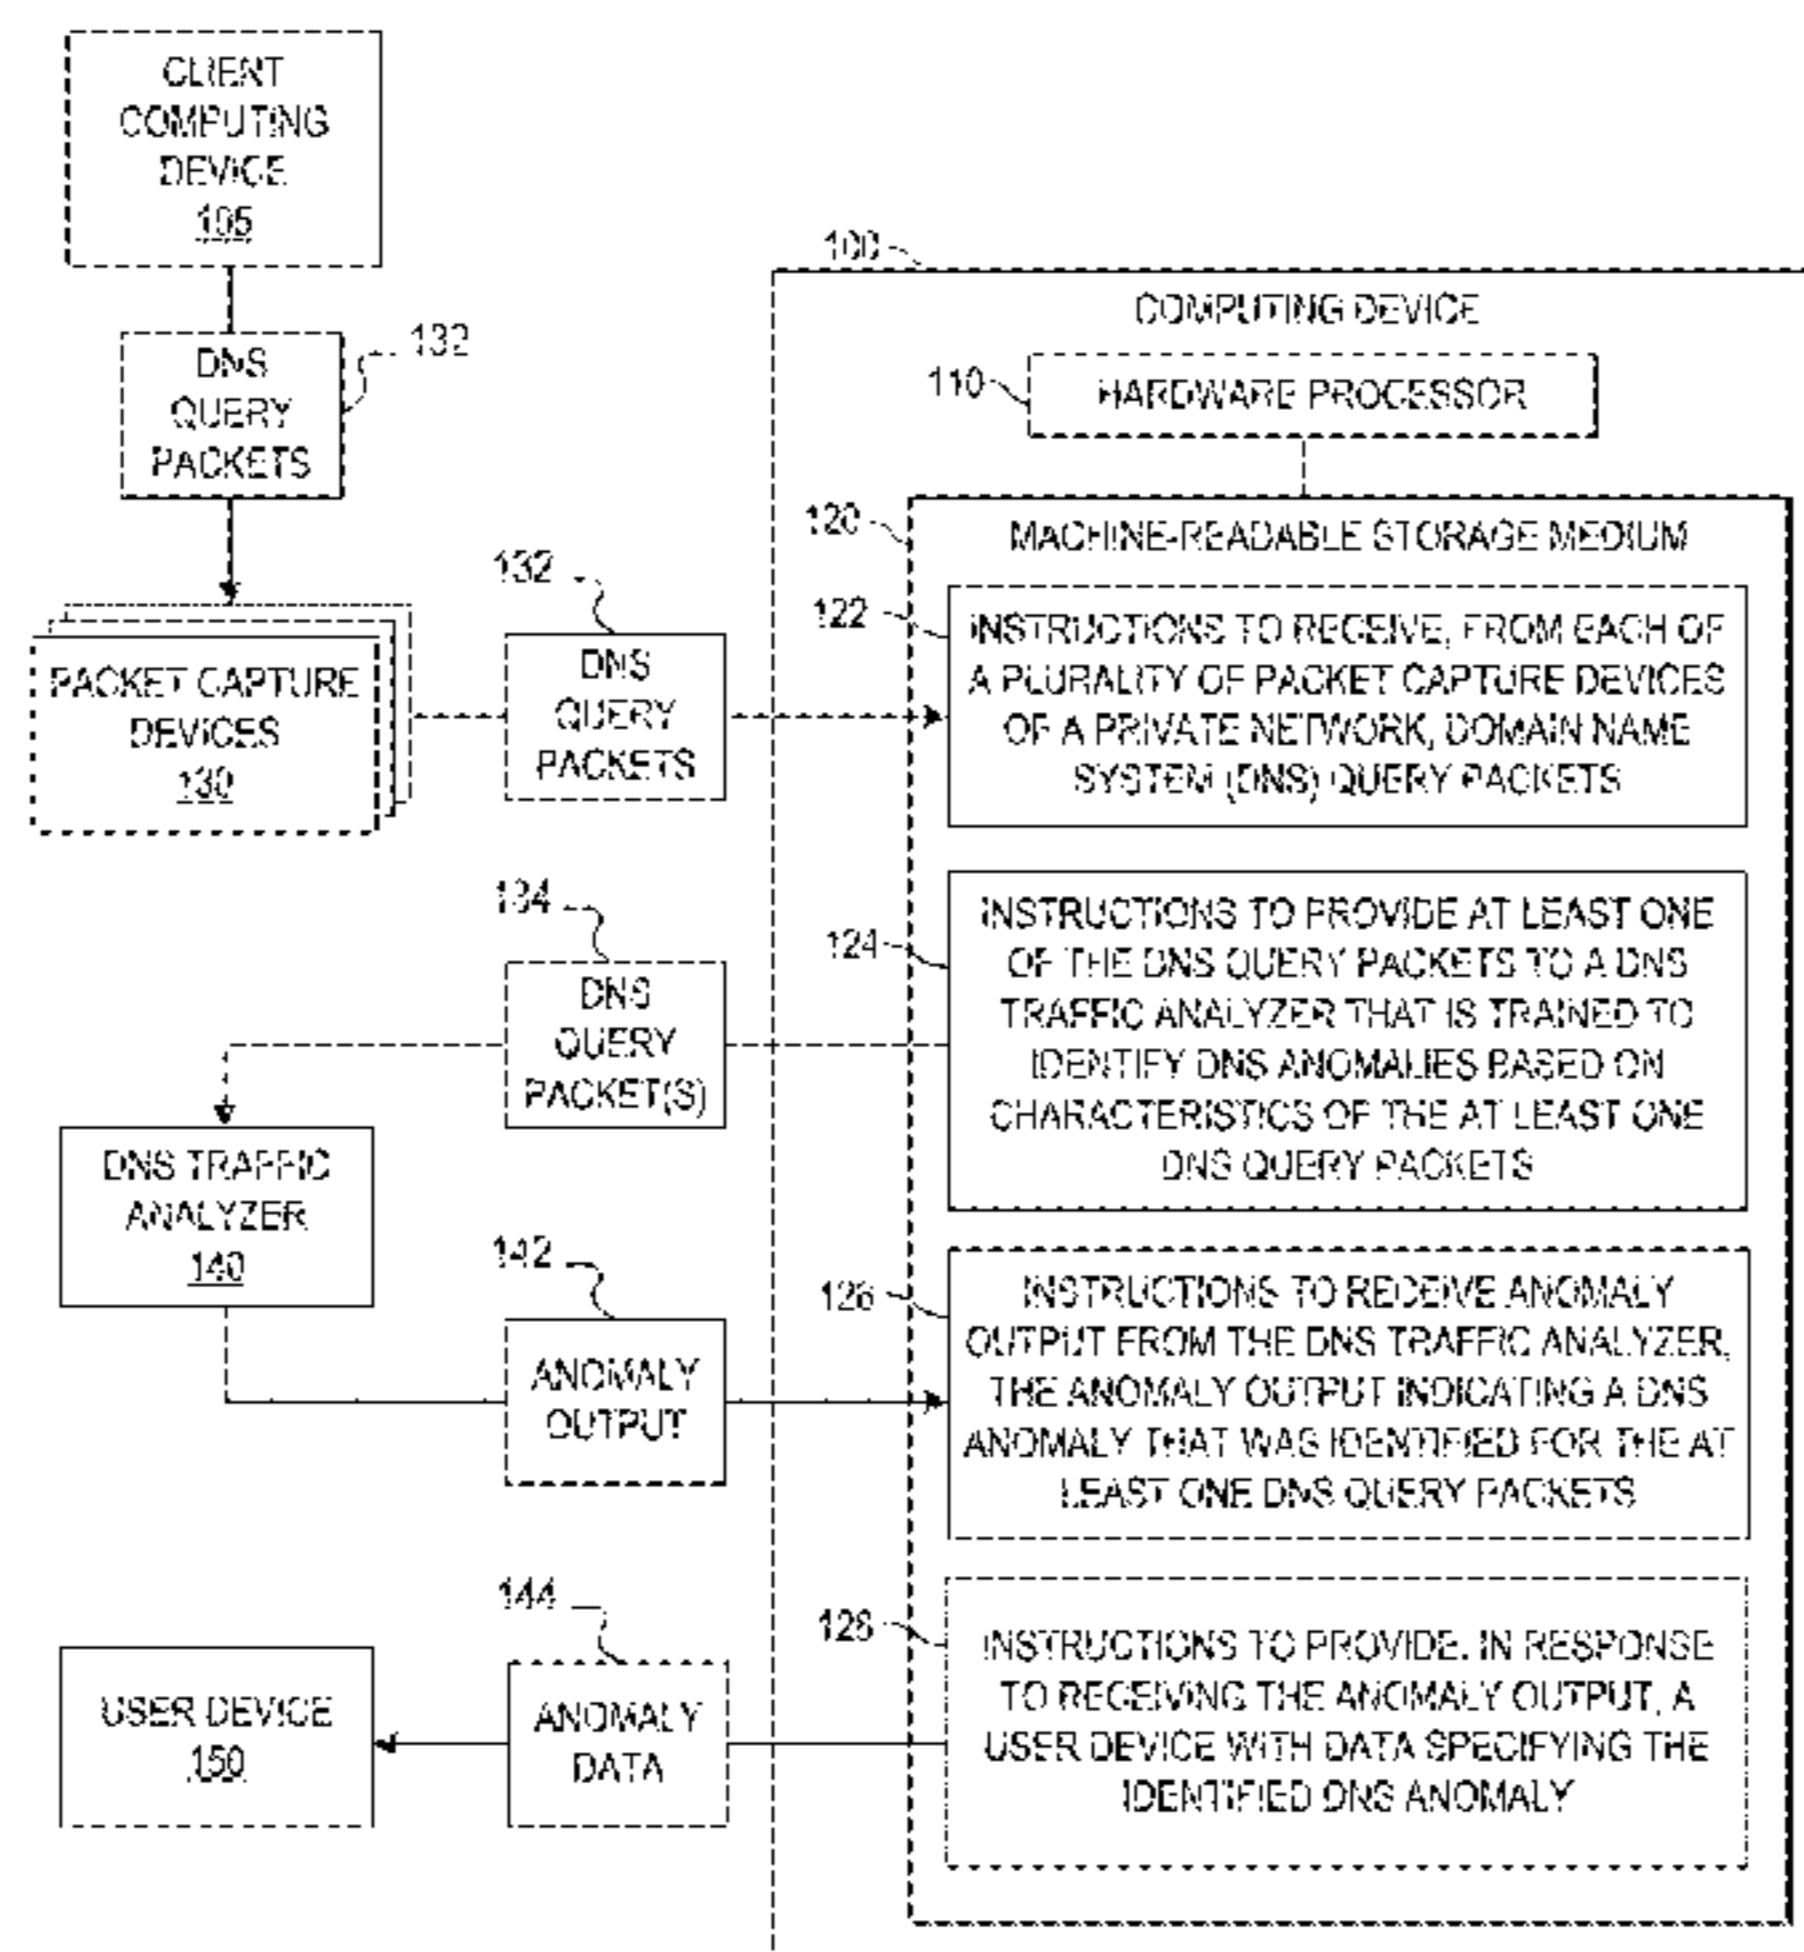 CLIENT
COMPUTING
DEVICE
105
DNS
QUERY
PACKETS
132
PACKET CAPTURE
DEVICES
130
132
DNS
QUERY
PACKETS
134
DNS
QUERY
PACKET(S)
DNS TRAFFIC
ANALYZER
140
142
ANOMALY
OUTPUT
144
ANOMALY
DATA
USER DEVICE
150
100
COMPUTING DEVICE
110
HARDWARE PROCESSOR
120
MACHINE-READABLE STORAGE MEDIUM
122
INSTRUCTIONS TO RECEIVE, FROM EACH OF
A PLURALITY OF PACKET CAPTURE DEVICES
OF A PRIVATE NETWORK, DOMAIN NAME
SYSTEM (DNS) QUERY PACKETS
124
INSTRUCTIONS TO PROVIDE AT LEAST ONE
OF THE DNS QUERY PACKETS TO A DNS
TRAFFIC ANALYZER THAT IS TRAINED TO
IDENTIFY DNS ANOMALIES BASED ON
CHARACTERISTICS OF THE AT LEAST ONE
DNS QUERY PACKETS
126
INSTRUCTIONS TO RECEIVE ANOMALY
OUTPUT FROM THE DNS TRAFFIC ANALYZER,
THE ANOMALY OUTPUT INDICATING A DNS
ANOMALY THAT WAS IDENTIFIED FOR THE AT
LEAST ONE DNS QUERY PACKETS
128
INSTRUCTIONS TO PROVIDE, IN RESPONSE
TO RECEIVING THE ANOMALY OUTPUT, A
USER DEVICE WITH DATA SPECIFYING THE
IDENTIFIED DNS ANOMALY